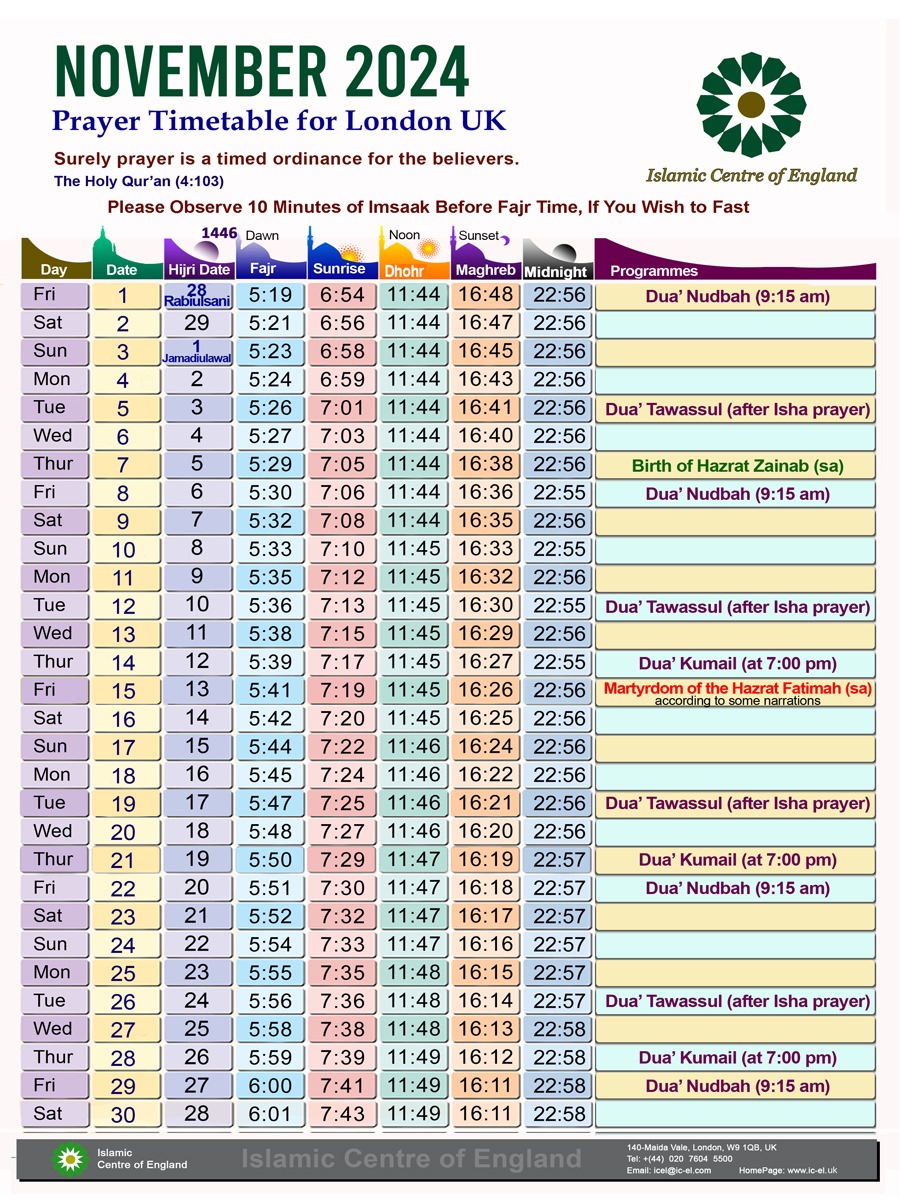 NOVEMBER 2024
Prayer Timetable for London UK
Surely prayer is a timed ordinance for the believers.
The Holy Qur’an (4:103)
Islamic Centre of England
Please Observe 10 Minutes of Imsaak Before Fajr Time, If You Wish to Fast
1446 Dawn Noon Sunset
Day Date Hijri Date Fajr Sunrise Dhohr Maghreb Midnight Programmes
Fri 1 28 Rabiulsani 5:19 6:54 11:44 16:48 22:56 Dua’ Nudbah (9:15 am)
Sat 2 29 5:21 6:56 11:44 16:47 22:56
Sun 3 1 Jamadiulawal 5:23 6:58 11:44 16:45 22:56
Mon 4 2 5:24 6:59 11:44 16:43 22:56
Tue 5 3 5:26 7:01 11:44 16:41 22:56 Dua’ Tawassul (after Isha prayer)
Wed 6 4 5:27 7:03 11:44 16:40 22:56
Thur 7 5 5:29 7:05 11:44 16:38 22:56 Birth of Hazrat Zainab (sa)
Fri 8 6 5:30 7:06 11:44 16:36 22:55 Dua’ Nudbah (9:15 am)
Sat 9 7 5:32 7:08 11:44 16:35 22:56
Sun 10 8 5:33 7:10 11:45 16:33 22:55
Mon 11 9 5:35 7:12 11:45 16:32 22:56
Tue 12 10 5:36 7:13 11:45 16:30 22:55 Dua’ Tawassul (after Isha prayer)
Wed 13 11 5:38 7:15 11:45 16:29 22:56
Thur 14 12 5:39 7:17 11:45 16:27 22:55 Dua’ Kumail (at 7:00 pm)
Fri 15 13 5:41 7:19 11:45 16:26 22:56 Martyrdom of the Hazrat Fatimah (sa)
according to some narrations
Sat 16 14 5:42 7:20 11:45 16:25 22:56
Sun 17 15 5:44 7:22 11:46 16:24 22:56
Mon 18 16 5:45 7:24 11:46 16:22 22:56
Tue 19 17 5:47 7:25 11:46 16:21 22:56 Dua’ Tawassul (after Isha prayer)
Wed 20 18 5:48 7:27 11:46 16:20 22:56
Thur 21 19 5:50 7:29 11:47 16:19 22:57 Dua’ Kumail (at 7:00 pm)
Fri 22 20 5:51 7:30 11:47 16:18 22:57 Dua’ Nudbah (9:15 am)
Sat 23 21 5:52 7:32 11:47 16:17 22:57
Sun 24 22 5:54 7:33 11:47 16:16 22:57
Mon 25 23 5:55 7:35 11:48 16:15 22:57
Tue 26 24 5:56 7:36 11:48 16:14 22:57 Dua’ Tawassul (after Isha prayer)
Wed 27 25 5:58 7:38 11:48 16:13 22:58
Thur 28 26 5:59 7:39 11:49 16:12 22:58 Dua’ Kumail (at 7:00 pm)
Fri 29 27 6:00 7:41 11:49 16:11 22:58 Dua’ Nudbah (9:15 am)
Sat 30 28 6:01 7:43 11:49 16:11 22:58
Islamic
Centre of England
Islamic Centre of England
140-Maida Vale, London, W9 1QB, UK
Tel: +(44) 020 7604 5500
Email: icel@ic-el.com HomePage: www.ic-el.uk